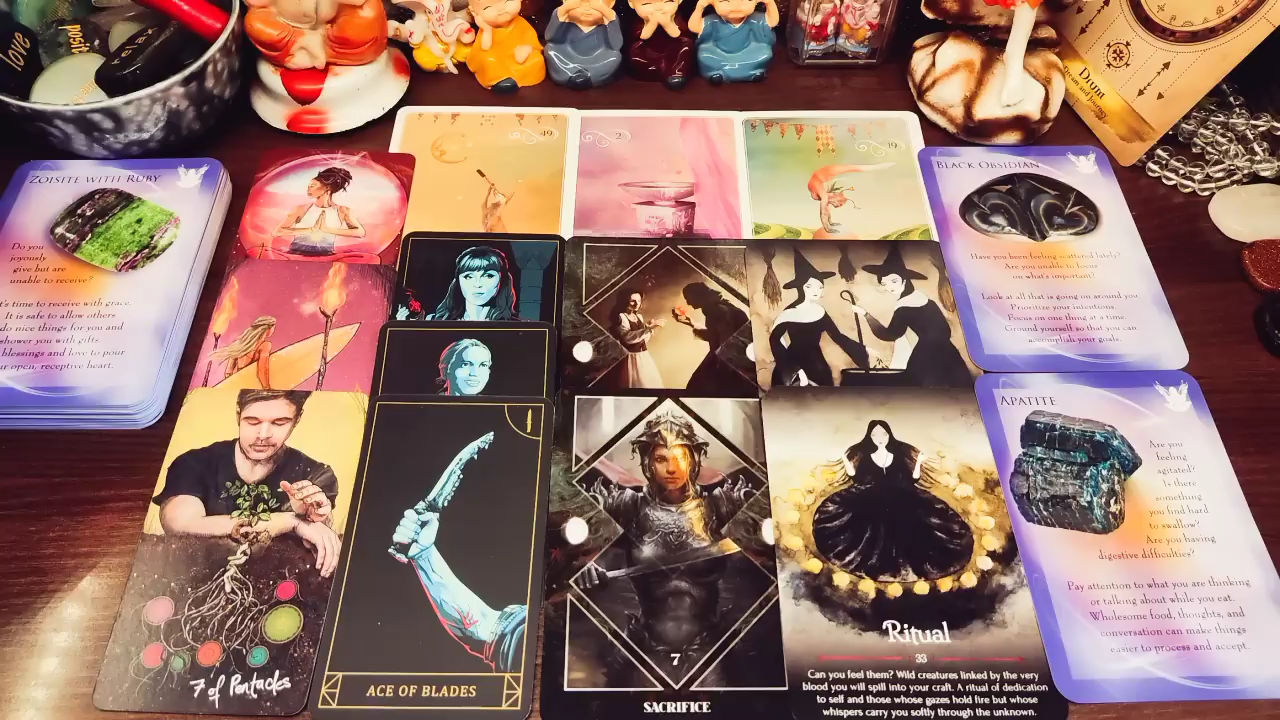 love
posit
relax
Drum
Dream and Journey
ZOISITE WITH RUBY
Do you
joyously
give but are
unable to receive?
t's time to receive with grace.
It is safe to allow others
do nice things for you and
shower you with gifts.
blessings and love to pour
ur open, receptive heart.
49
2
19
BLACK OBSIDIAN
Have you been feeling scattered lately?
Are you unable to focus
on what's important?
Look at all that is going on around you.
Prioritize your intentions.
Focus on one thing at a time.
Ground yourself so that you can
accomplish your goals.
APATITE
Are you
feeling
agitated?
Is there
something
you find hard
to swallow?
Are you having
digestive difficulties?
Pay attention to what you are thinking
or talking about while you eat.
Wholesome food, thoughts, and
conversation can make things
easier to process and accept.
7 of Pentacles
ACE OF BLADES
7
SACRIFICE
Ritual
33
Can you feel them? Wild creatures linked by the very
blood you will spill into your craft. A ritual of dedication
to self and those whose gazes hold fire but whose
whispers carry you softly through the unknown.